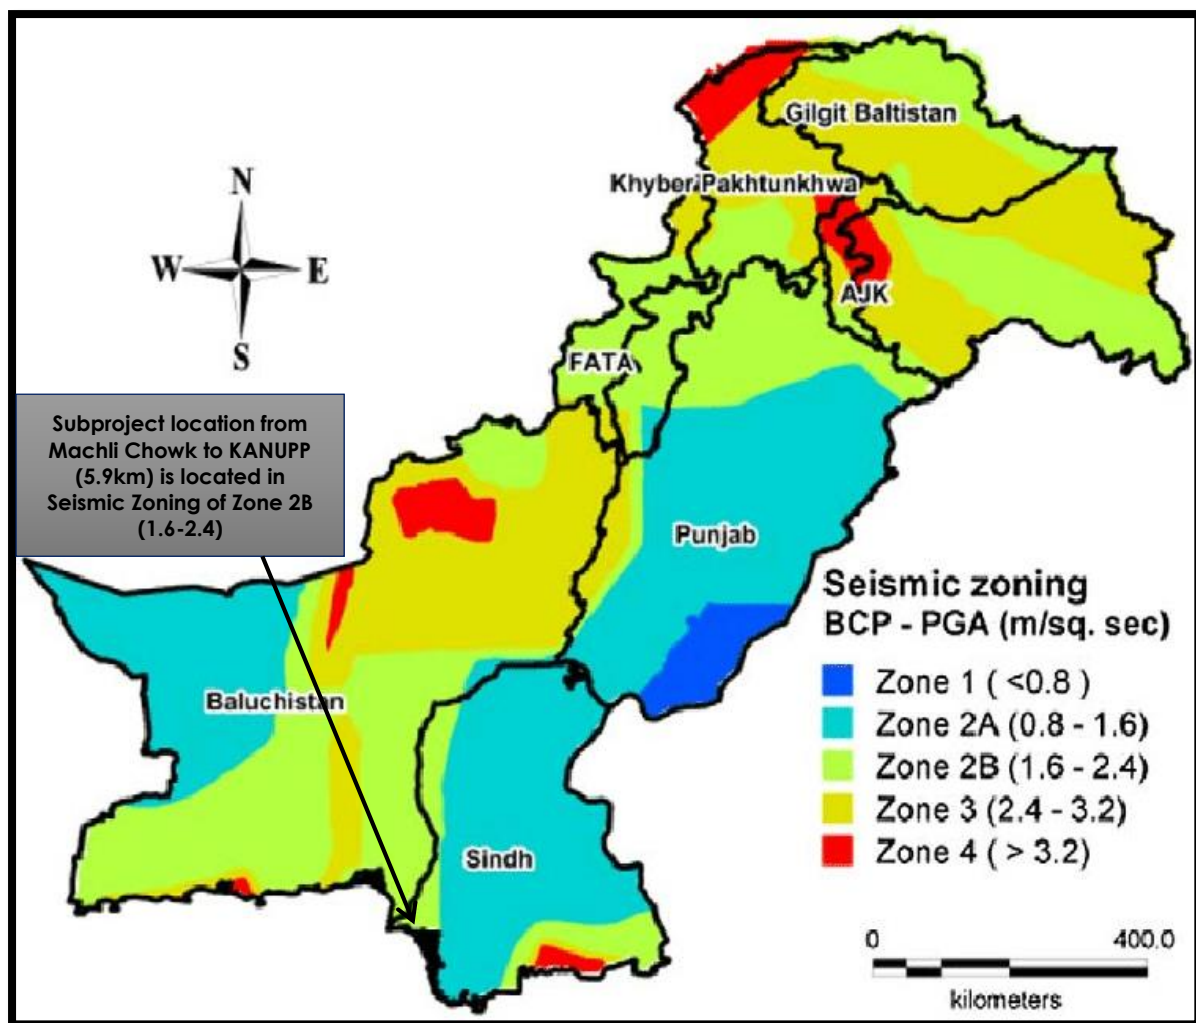 Gilgit Baltistan
Khyber Pakhtunkhwa
N
W
E
S
AJK
FATA
Subproject location from
Machli Chowk to KANUPP
(5.9km) is located in
Seismic Zoning of Zone 2B
(1.6-2.4)
Punjab
Baluchistan
Sindh
Seismic zoning
BCP - PGA (m/sq. sec)
Zone 1 ( <0.8 )
Zone 2A (0.8 - 1.6)
Zone 2B (1.6 - 2.4)
Zone 3 (2.4 - 3.2)
Zone 4 ( > 3.2)
0
400.0
kilometers